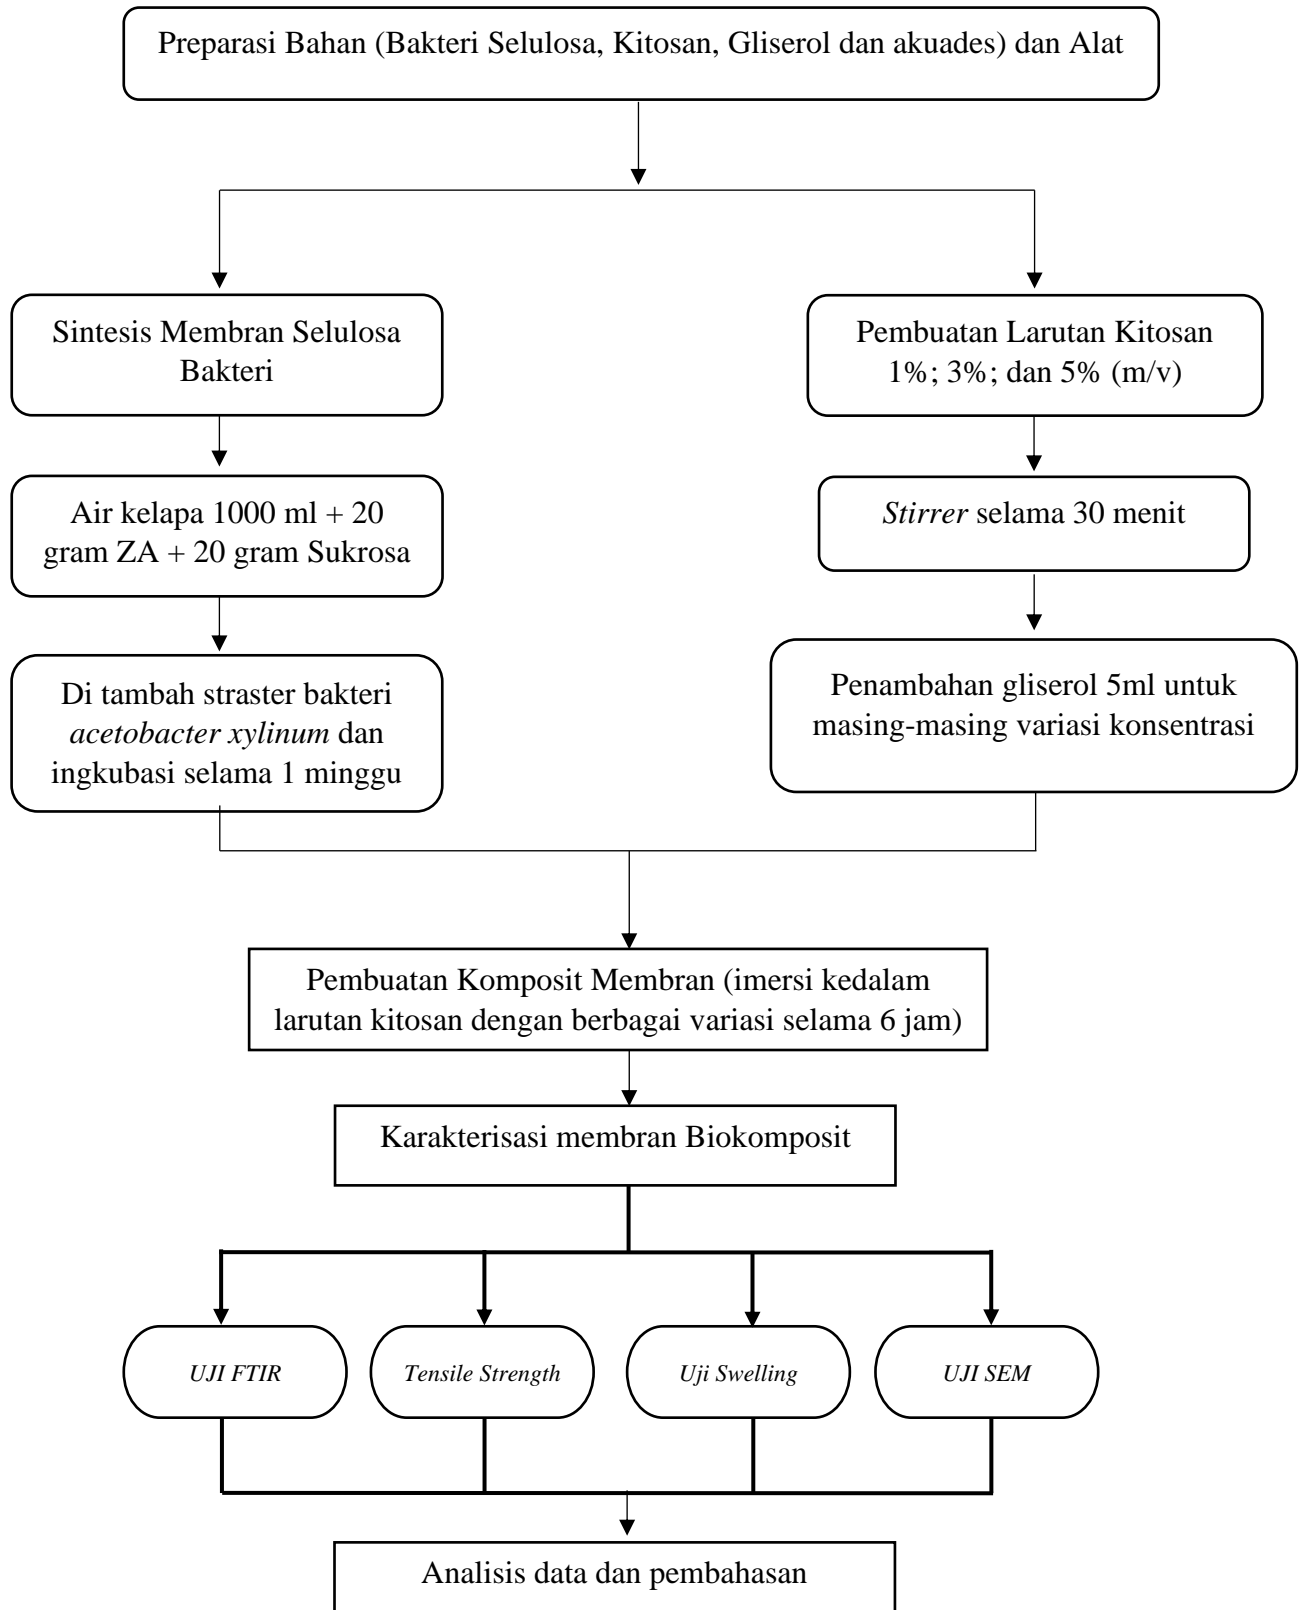 Preparasi Bahan (Bakteri Selulosa, Kitosan, Gliserol dan akuades) dan Alat
Sintesis Membran Selulosa
Bakteri
Air kelapa 1000 ml + 20
gram ZA + 20 gram Sukrosa
Di tambah straster bakteri
acetobacter xylinum dan
ingkubasi selama 1 minggu
Pembuatan Larutan Kitosan
1%; 3%; dan 5% (m/v)
Stirrer selama 30 menit
Penambahan gliserol 5ml untuk
masing-masing variasi konsentrasi
Pembuatan Komposit Membran (imersi kedalam
larutan kitosan dengan berbagai variasi selama 6 jam)
Karakterisasi membran Biokomposit
UJI FTIR
Tensile Strength
Uji Swelling
UJI SEM
Analisis data dan pembahasan